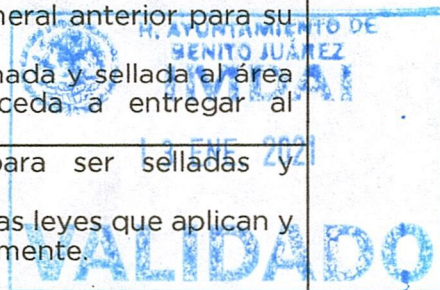 neral anterior para su
H. AYUNTAMIENTO DE
BENITO JUÁREZ
nada y sellada al área
IMDAI
ceda a entregar al
13 ENE 2021
para ser selladas y
as leyes que aplican y
mente.
VALIDADO